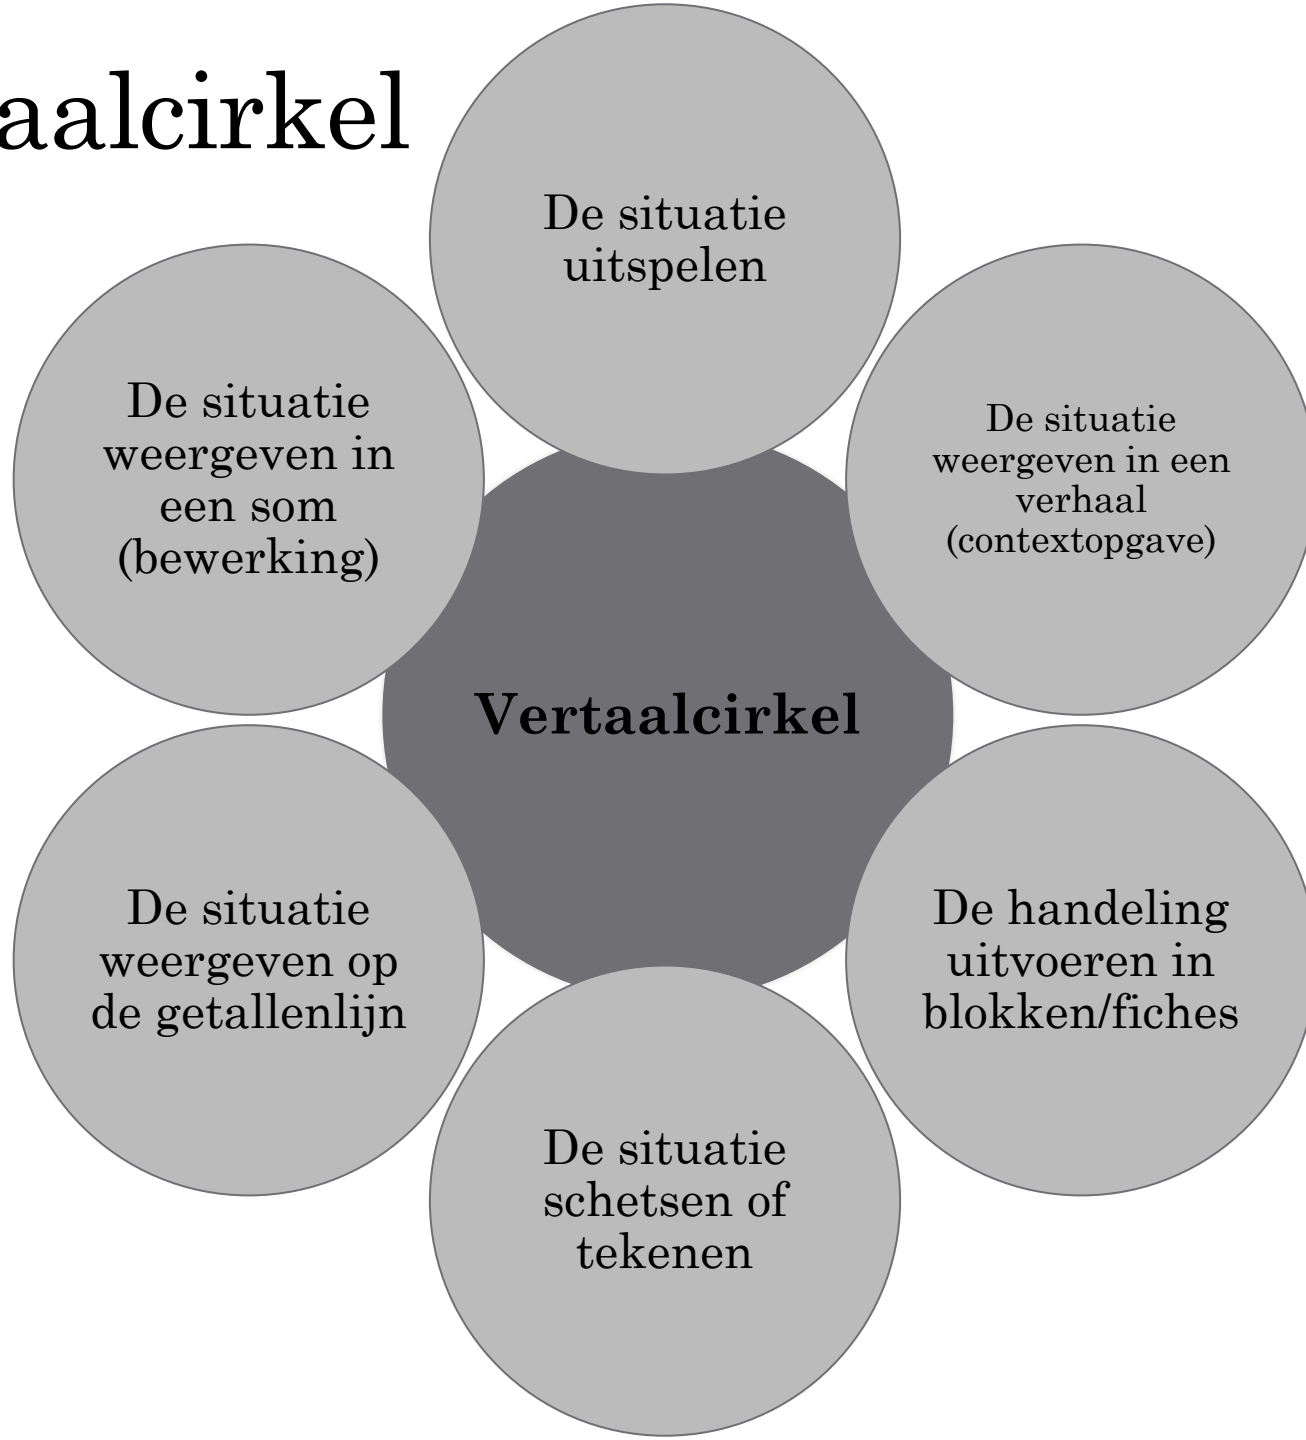 aalcirkel
De situatie
uitspelen
De situatie
weergeven in een
verhaal
(contextopgave)
De handeling
uitvoeren in
blokken/fiches
De situatie
schetsen of
tekenen
De situatie
weergeven op
de getallenlijn
De situatie
weergeven in
een som
(bewerking)
Vertaalcirkel